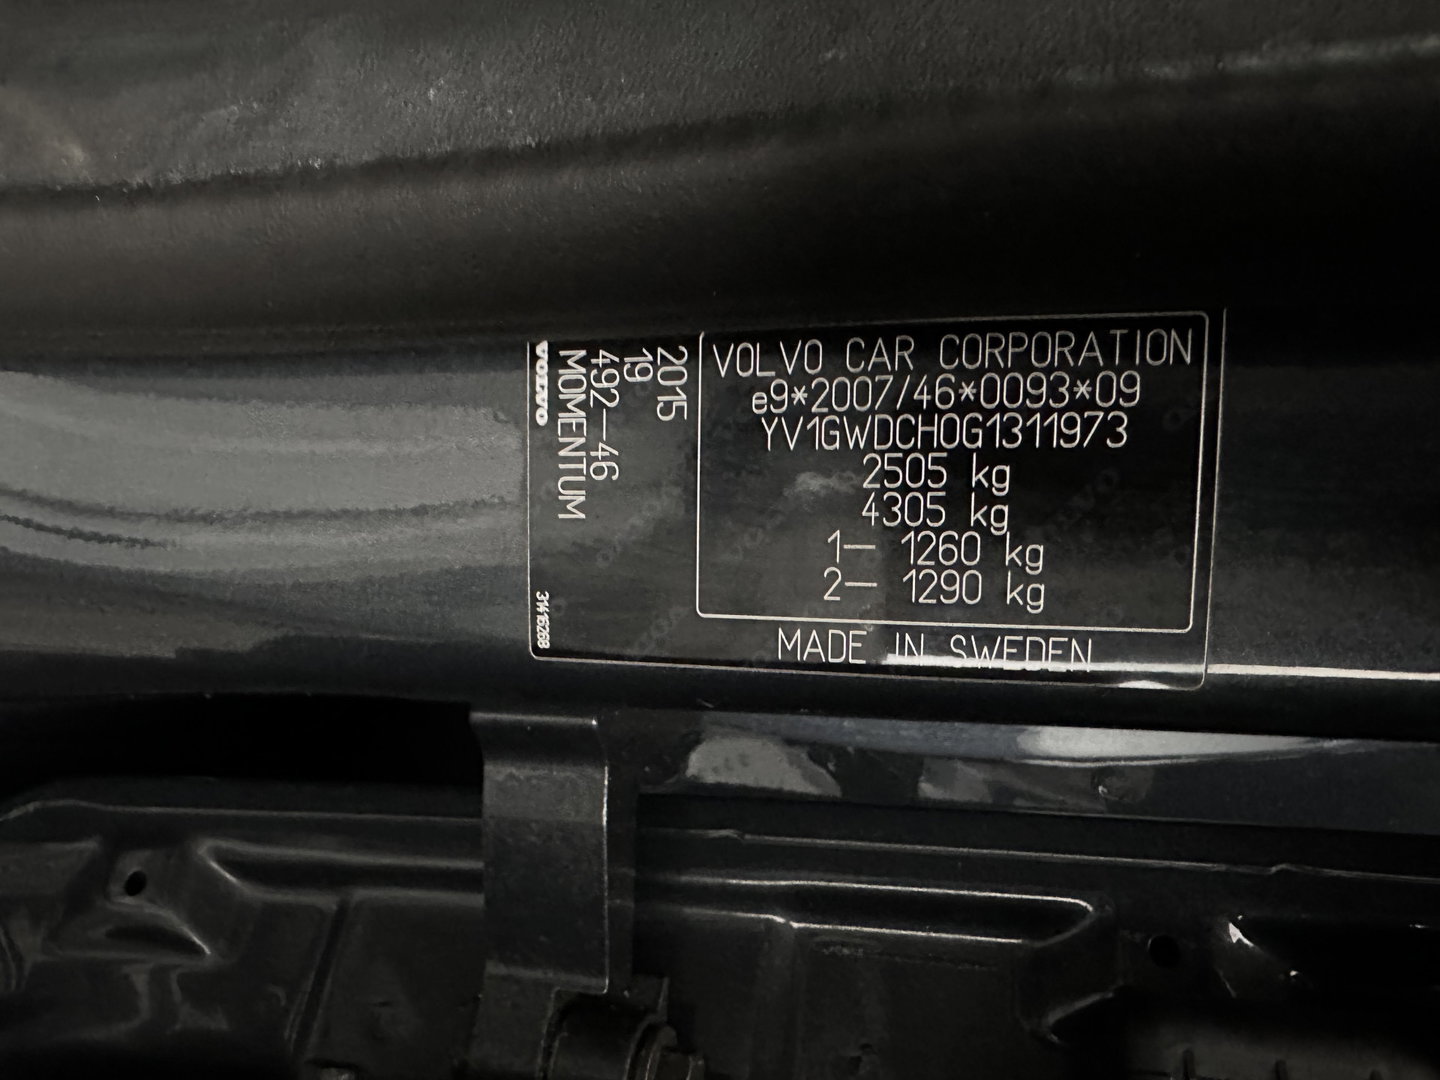 VOLVO CAR CORPORATION
e9*2007/46*0093*09
YV1GWDCH0G1311973
2505 kg
4305 kg
1— 1260 kg
2— 1290 kg
MADE IN SWEDEN
2015
19
492—46
MOMENTUM
VOLVO
31416268